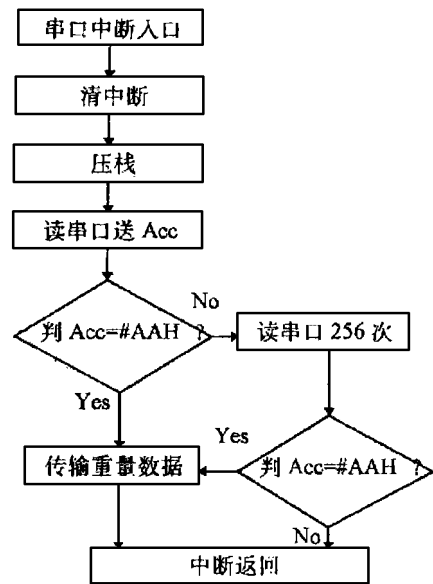 串口中断入口
清中断
压栈
读串口送 Acc
No
判 Acc=#AAH ?
读串口 256 次
Yes
Yes
传输重量数据
判 Acc=#AAH ?
No
中断返回